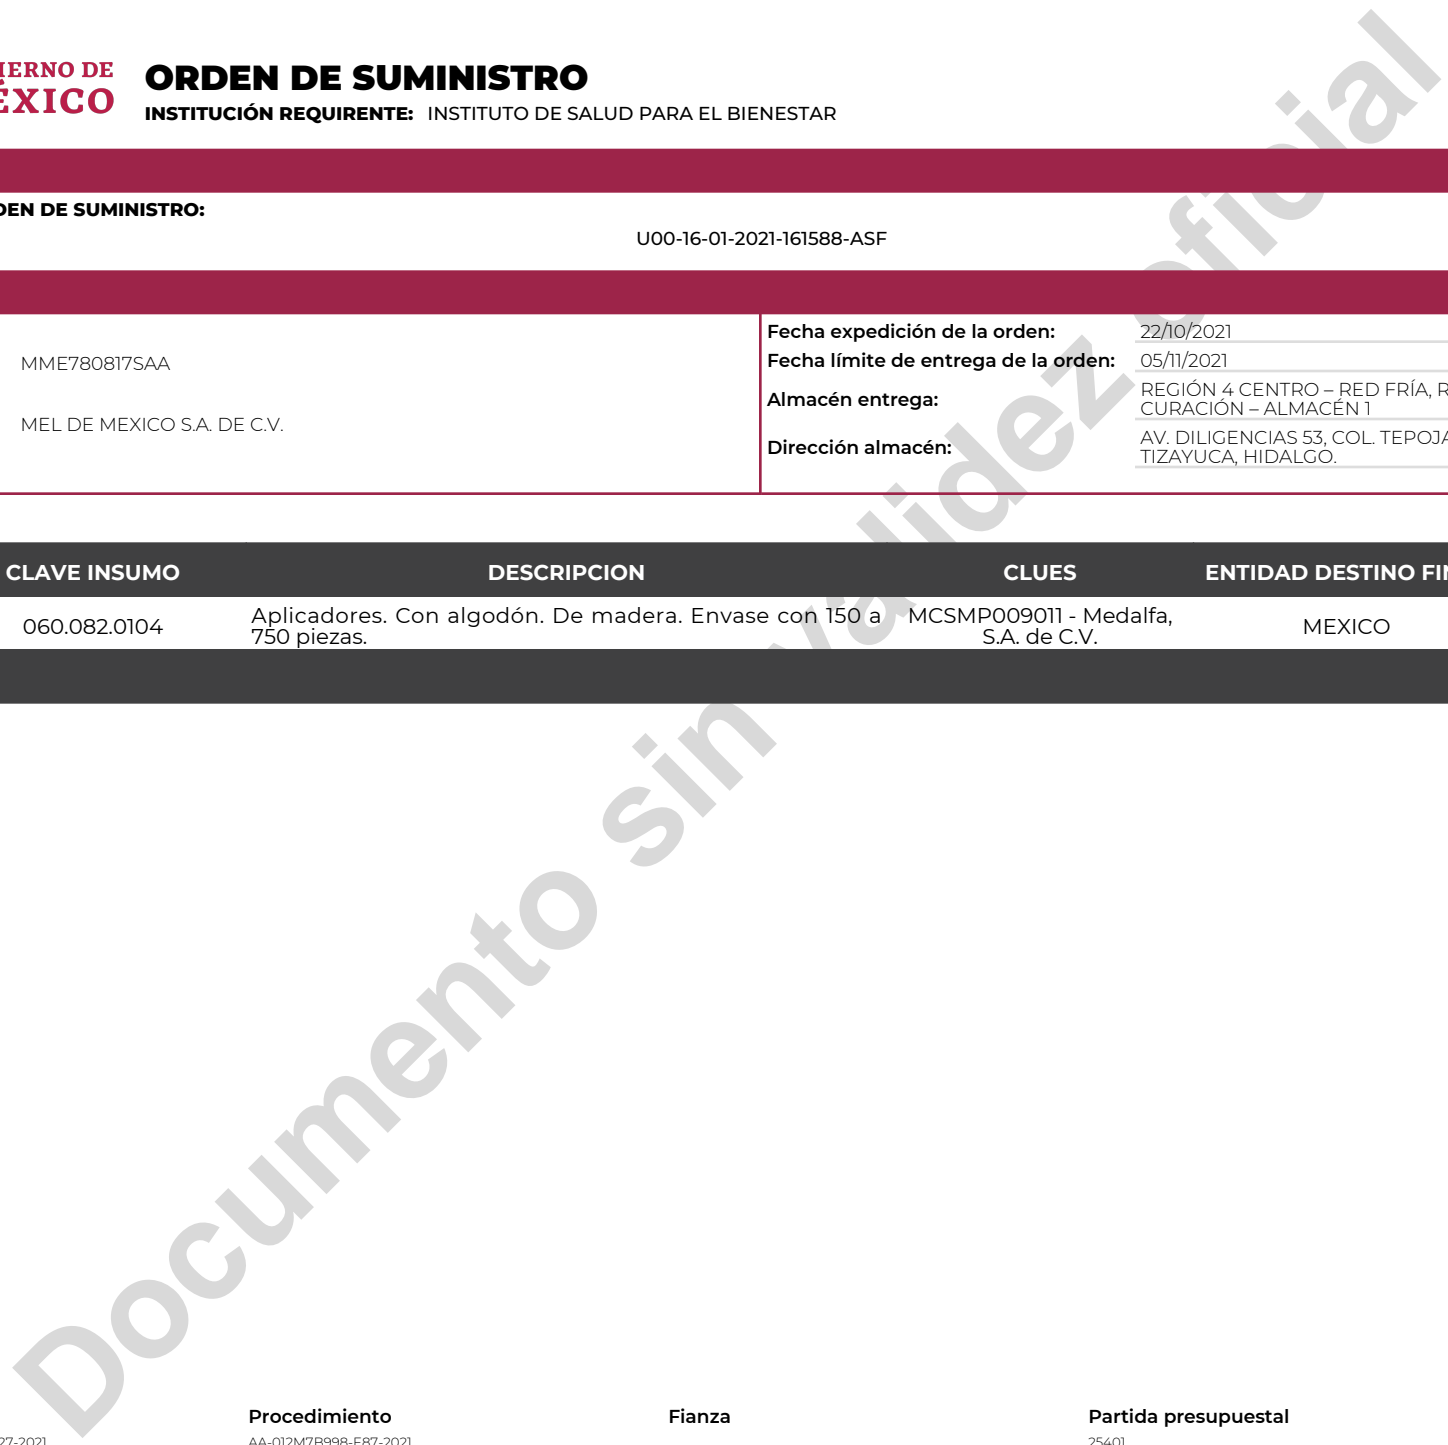 ORDEN DE SUMINISTRO
INSTITUCIÓN REQUIRENTE: INSTITUTO DE SALUD PARA EL BIENESTAR
IERNO DE
ÉXICO
DEN DE SUMINISTRO:
U00-16-01-2021-161588-ASF
MME780817SAA
MEL DE MEXICO S.A. DE C.V.
Fecha expedición de la orden: 22/10/2021
Fecha límite de entrega de la orden: 05/11/2021
Almacén entrega: REGIÓN 4 CENTRO – RED FRÍA, R
CURACIÓN – ALMACÉN 1
Dirección almacén: AV. DILIGENCIAS 53, COL. TEPOJA
TIZAYUCA, HIDALGO.
CLAVE INSUMO DESCRIPCION CLUES ENTIDAD DESTINO FIN
060.082.0104
Aplicadores. Con algodón. De madera. Envase con 150 a
750 piezas.
MCSMP009011 - Medalfa,
S.A. de C.V.
MEXICO
Documento sin validez oficial
Procedimiento Fianza Partida presupuestal
27-2021 AA-012M7B998-E87-2021 25401